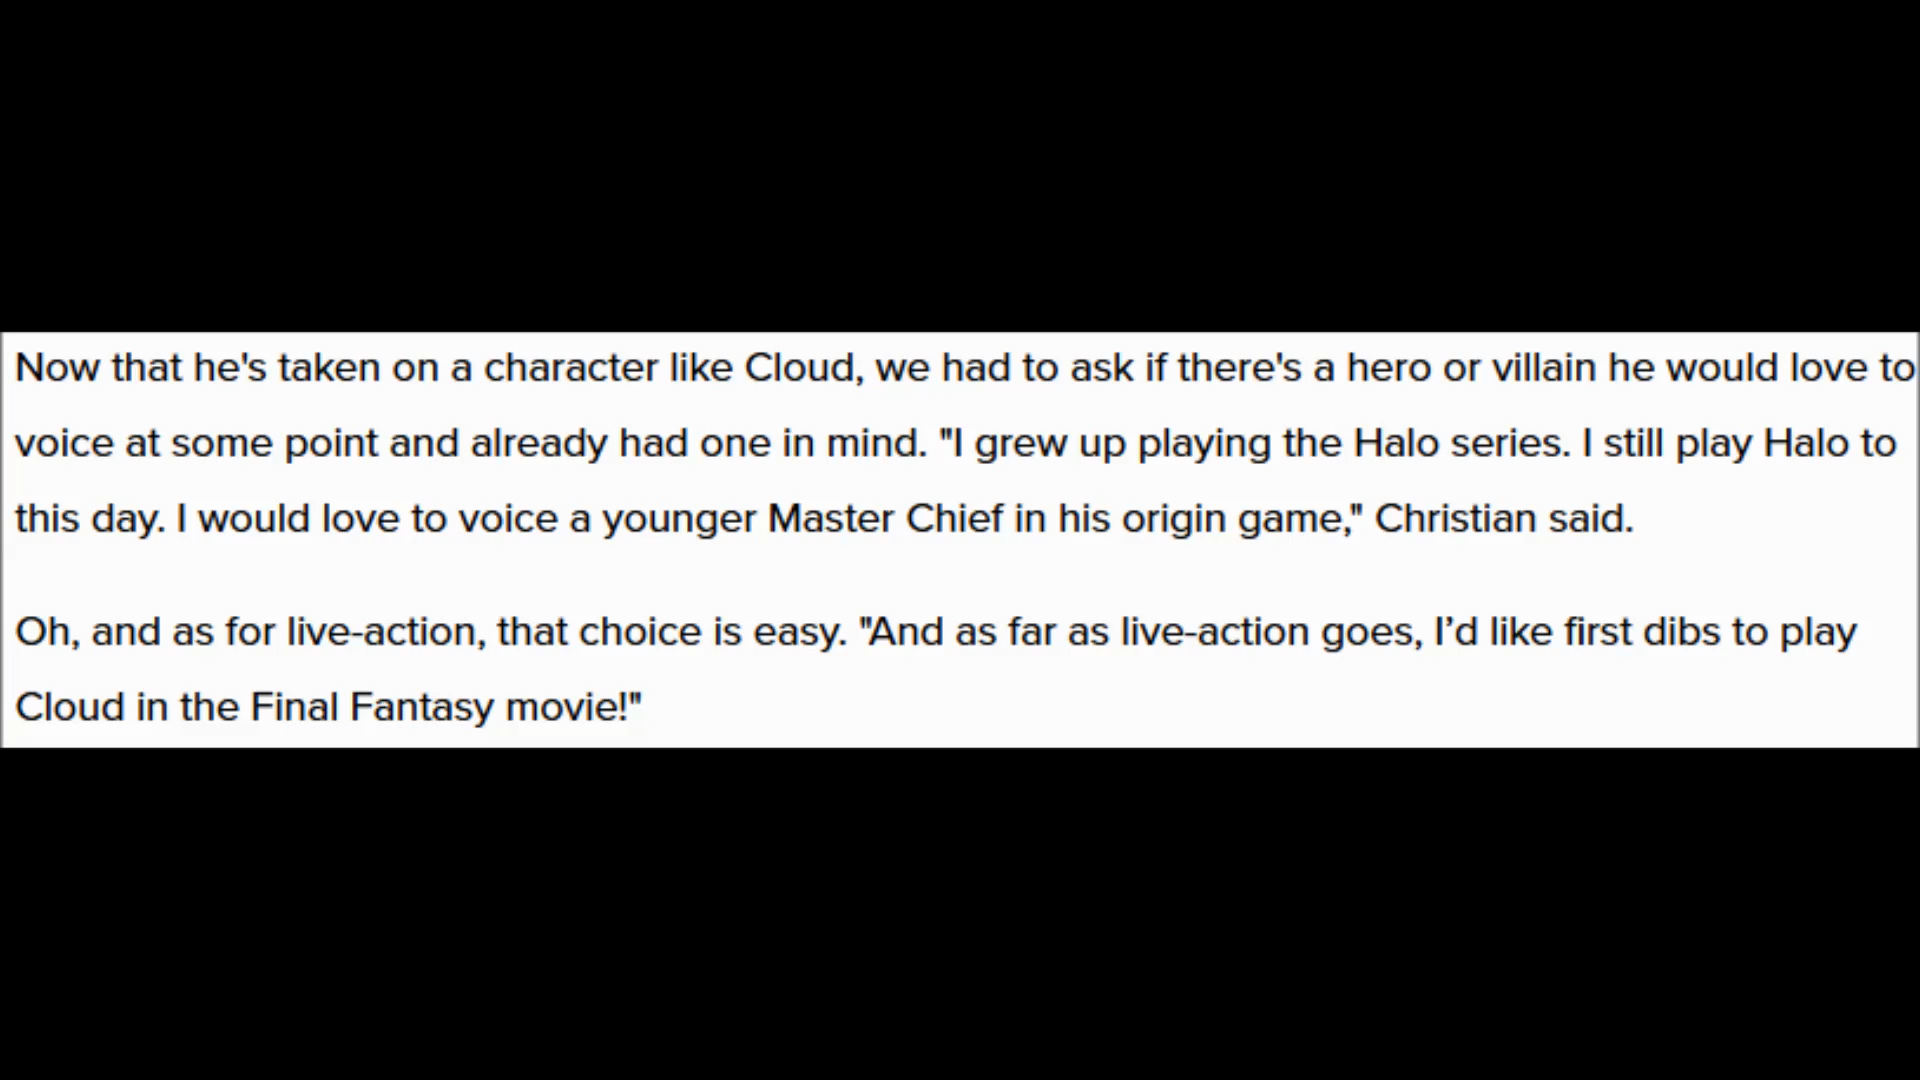 Now that he's taken on a character like Cloud, we had to ask if there's a hero or villain he would love to
voice at some point and already had one in mind. "I grew up playing the Halo series. I still play Halo to
this day. I would love to voice a younger Master Chief in his origin game," Christian said.
Oh, and as for live-action, that choice is easy. "And as far as live-action goes, I’d like first dibs to play
Cloud in the Final Fantasy movie!"